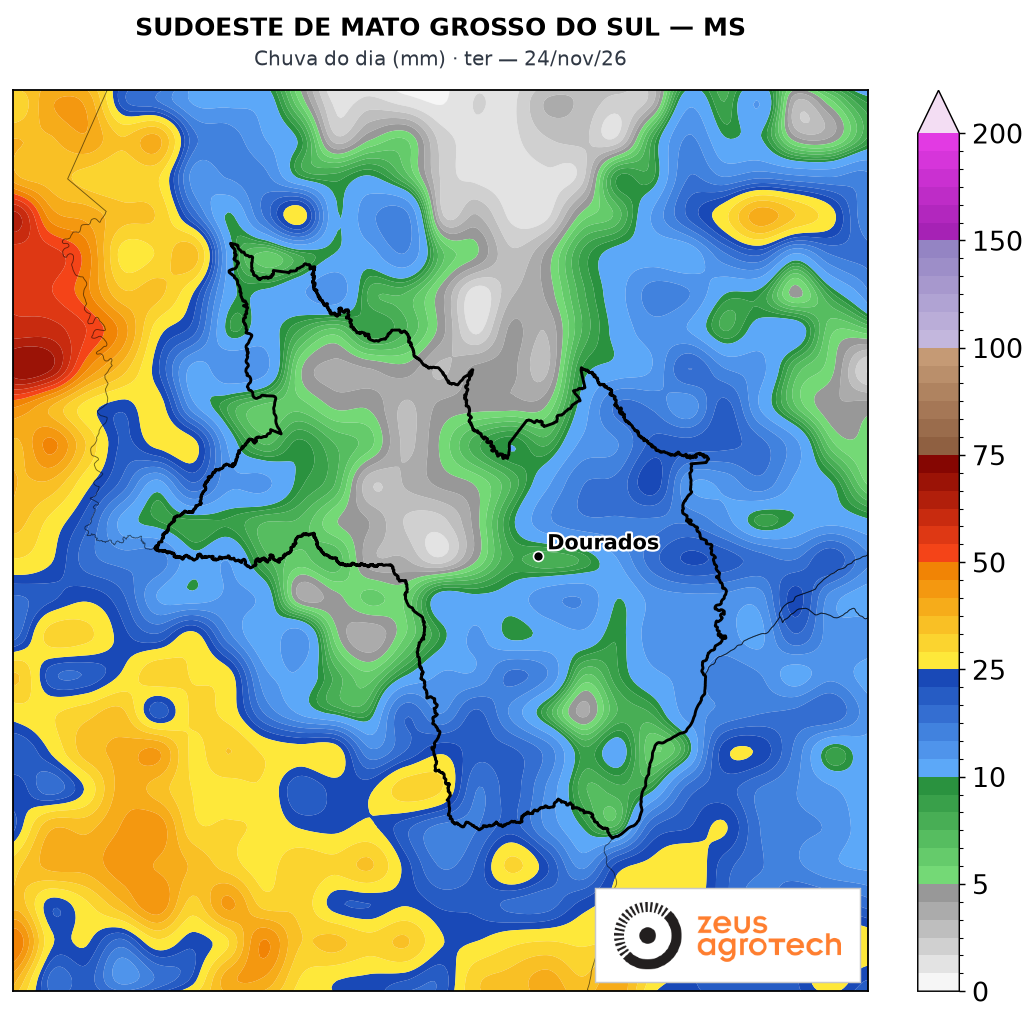 SUDOESTE DE MATO GROSSO DO SUL — MS
Chuva do dia (mm) · ter — 24/nov/26
200
150
100
75
50
25
10
5
0
Dourados
zeus
agrotech